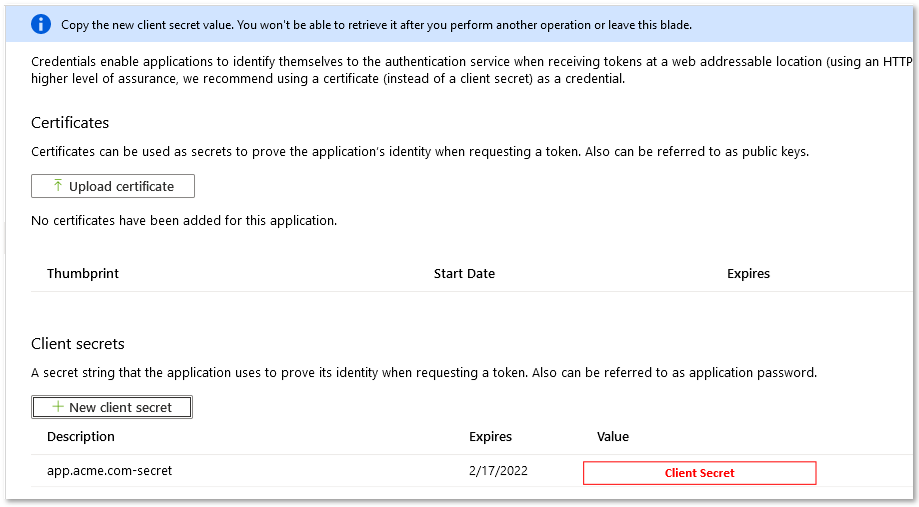 Copy the new client secret value. You won't be able to retrieve it after you perform another operation or leave this blade.
Credentials enable applications to identify themselves to the authentication service when receiving tokens at a web addressable location (using an HTTP
higher level of assurance, we recommend using a certificate (instead of a client secret) as a credential.
Certificates
Certificates can be used as secrets to prove the application's identity when requesting a token. Also can be referred to as public keys.
Upload certificate
No certificates have been added for this application.
Thumbprint Start Date Expires
Client secrets
A secret string that the application uses to prove its identity when requesting a token. Also can be referred to as application password.
New client secret
Description Expires Value
app.acme.com-secret 2/17/2022 Client Secret